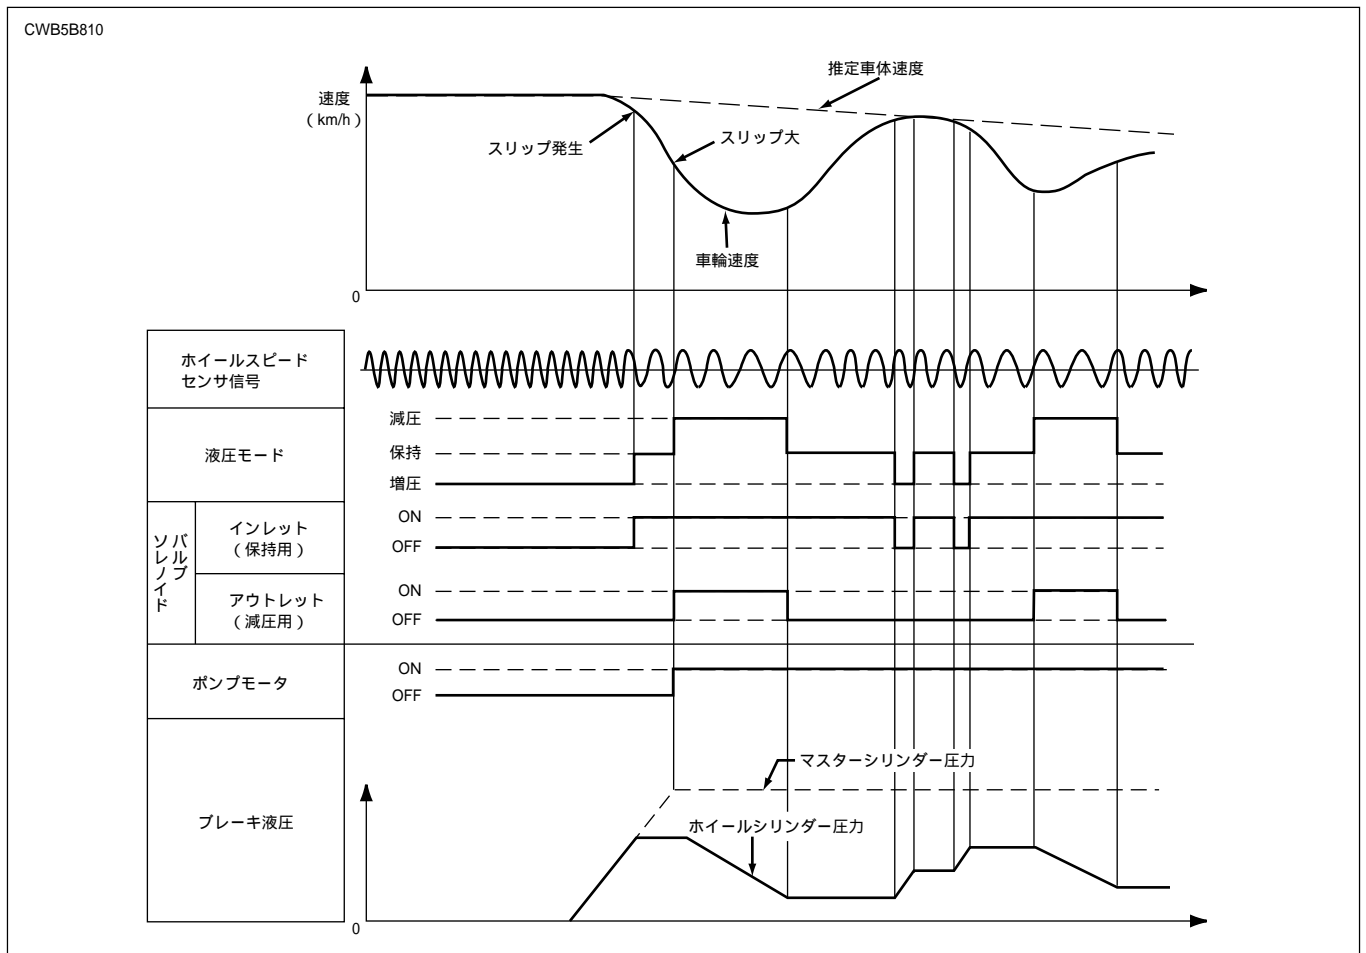 CWB5B810
推定車体速度
速度
（km/h）
スリップ発生
スリップ大
車輪速度
0
ホイールスピード
センサ信号
液圧モード
減圧
保持
増圧
ソレノイド
バルブ
インレット
（保持用）
ON
OFF
アウトレット
（減圧用）
ON
OFF
ポンプモータ
ON
OFF
ブレーキ液圧
マスターシリンダー圧力
ホイールシリンダー圧力
0